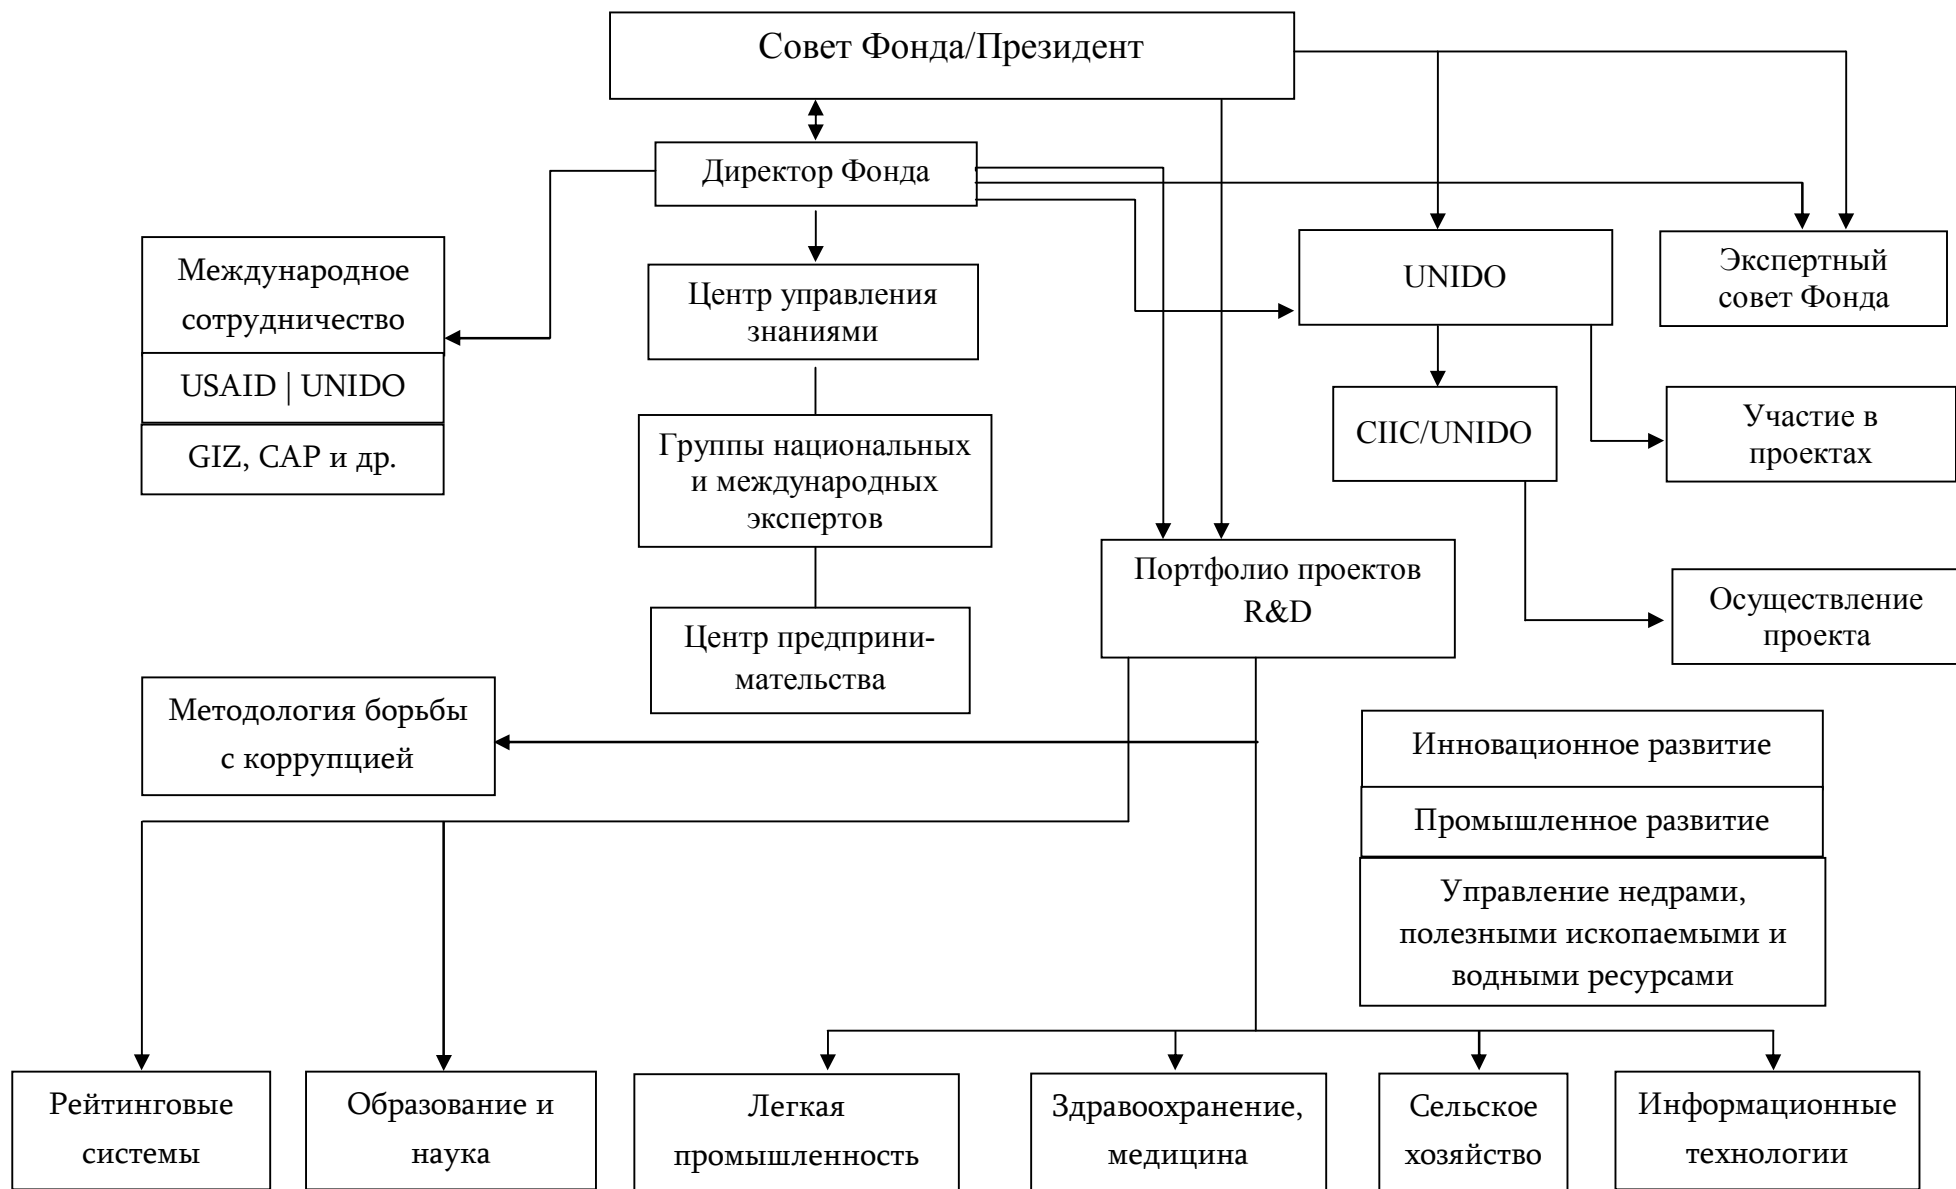 Совет Фонда/Президент
Директор Фонда
Международное
сотрудничество
USAID | UNIDO
GIZ, CAP и др.
Центр управления
знаниями
UNIDO
Экспертный
совет Фонда
CIIC/UNIDO
Участие в
проектах
Группы национальных
и международных
экспертов
Портфолио проектов
R&D
Осуществление
проекта
Центр предприни-
мательства
Методология борьбы
с коррупцией
Инновационное развитие
Промышленное развитие
Управление недрами,
полезными ископаемыми и
водными ресурсами
Рейтинговые
системы
Образование и
наука
Легкая
промышленность
Здравоохранение,
медицина
Сельское
хозяйство
Информационные
технологии